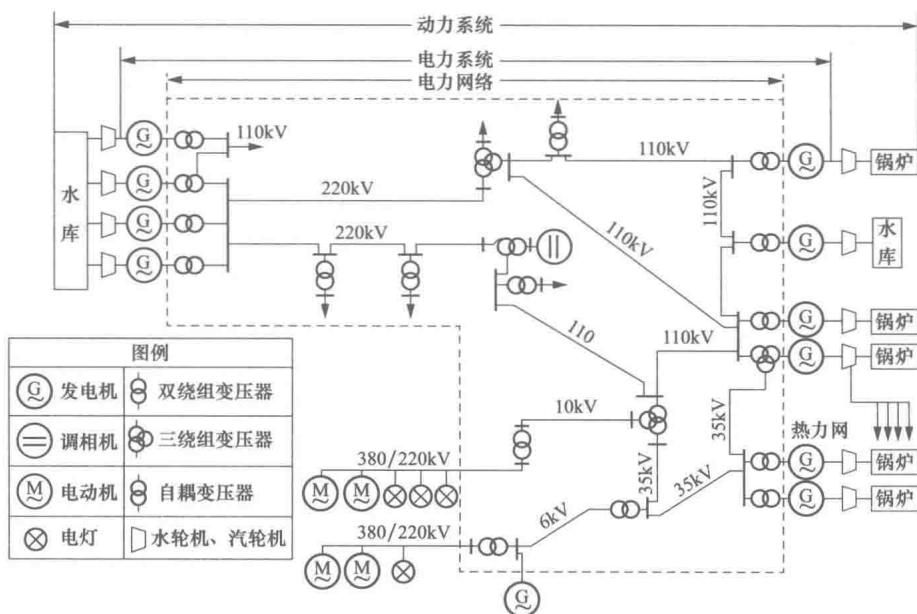 动力系统
电力系统
电力网络
水库
G
110kV
G
G
G
220kV
220kV
110kV
110kV
110kV
110
110kV
G
锅炉
G
水库
G
锅炉
G
锅炉
热力网
35kV
G
锅炉
G
锅炉
10kV
35kV
35kV
6kV
380/220kV
M
M
380/220kV
M
M
G
图例
G 发电机 双绕组变压器
调相机 三绕组变压器
M 电动机 自耦变压器
电灯 水轮机、汽轮机